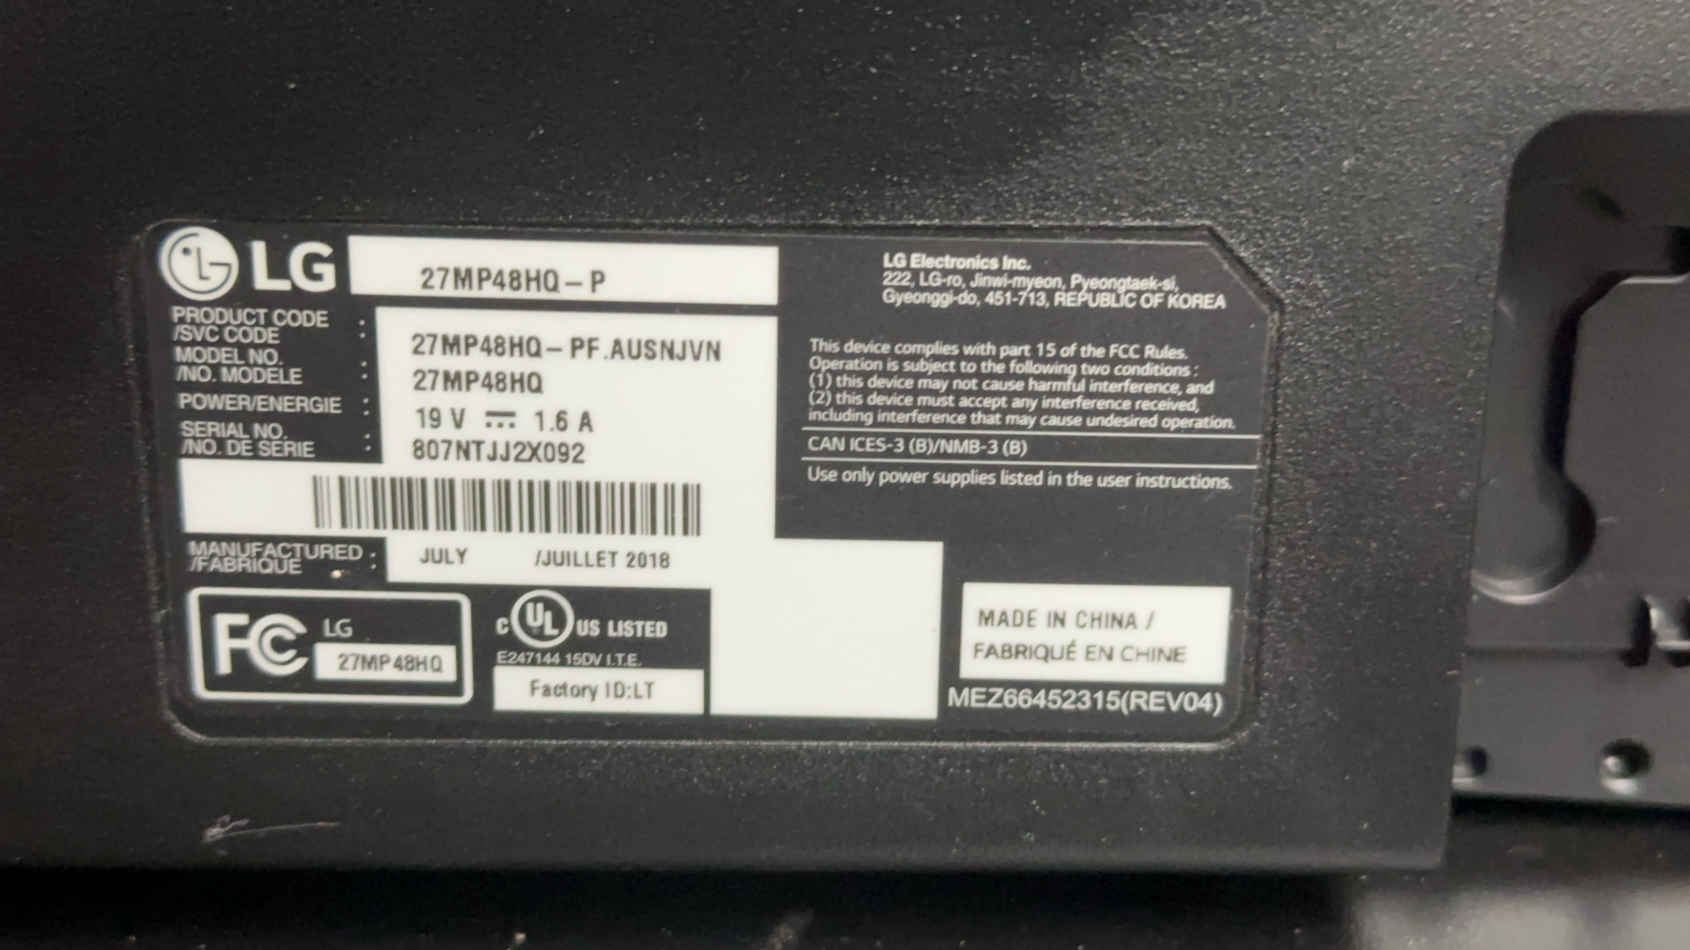 LG 27MP48HQ-P
PRODUCT CODE
/SVC CODE : 27MP48HQ-PF.AUSNJVN
MODEL NO.
/NO. MODELE : 27MP48HQ
POWER/ENERGIE : 19 V 1.6 A
SERIAL NO.
/NO. DE SERIE : 807NTJJ2X092
MANUFACTURED
/FABRIQUE : JULY /JUILLET 2018
FC LG
27MP48HQ
C UL US LISTED
E247144 15DV I.T.E.
Factory ID:LT
LG Electronics Inc.
222, LG-ro, Jinwi-myeon, Pyeongtaek-si,
Gyeonggi-do, 451-713, REPUBLIC OF KOREA
This device complies with part 15 of the FCC Rules.
Operation is subject to the following two conditions :
(1) this device may not cause harmful interference, and
(2) this device must accept any interference received,
including interference that may cause undesired operation.
CAN ICES-3 (B)/NMB-3 (B)
Use only power supplies listed in the user instructions.
MADE IN CHINA /
FABRIQUÉ EN CHINE
MEZ66452315(REV04)